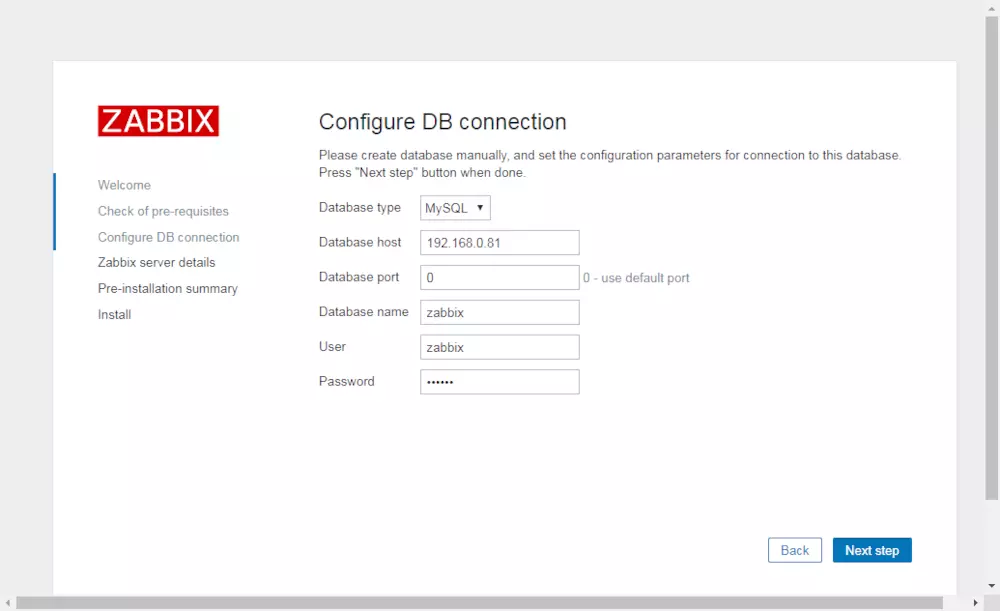 ZABBIX
Welcome
Check of pre-requisites
Configure DB connection
Zabbix server details
Pre-installation summary
Install
Configure DB connection
Please create database manually, and set the configuration parameters for connection to this database.
Press "Next step" button when done.
Database type MySQL ▼
Database host 192.168.0.81
Database port 0 0 - use default port
Database name zabbix
User zabbix
Password ••••••
Back Next step